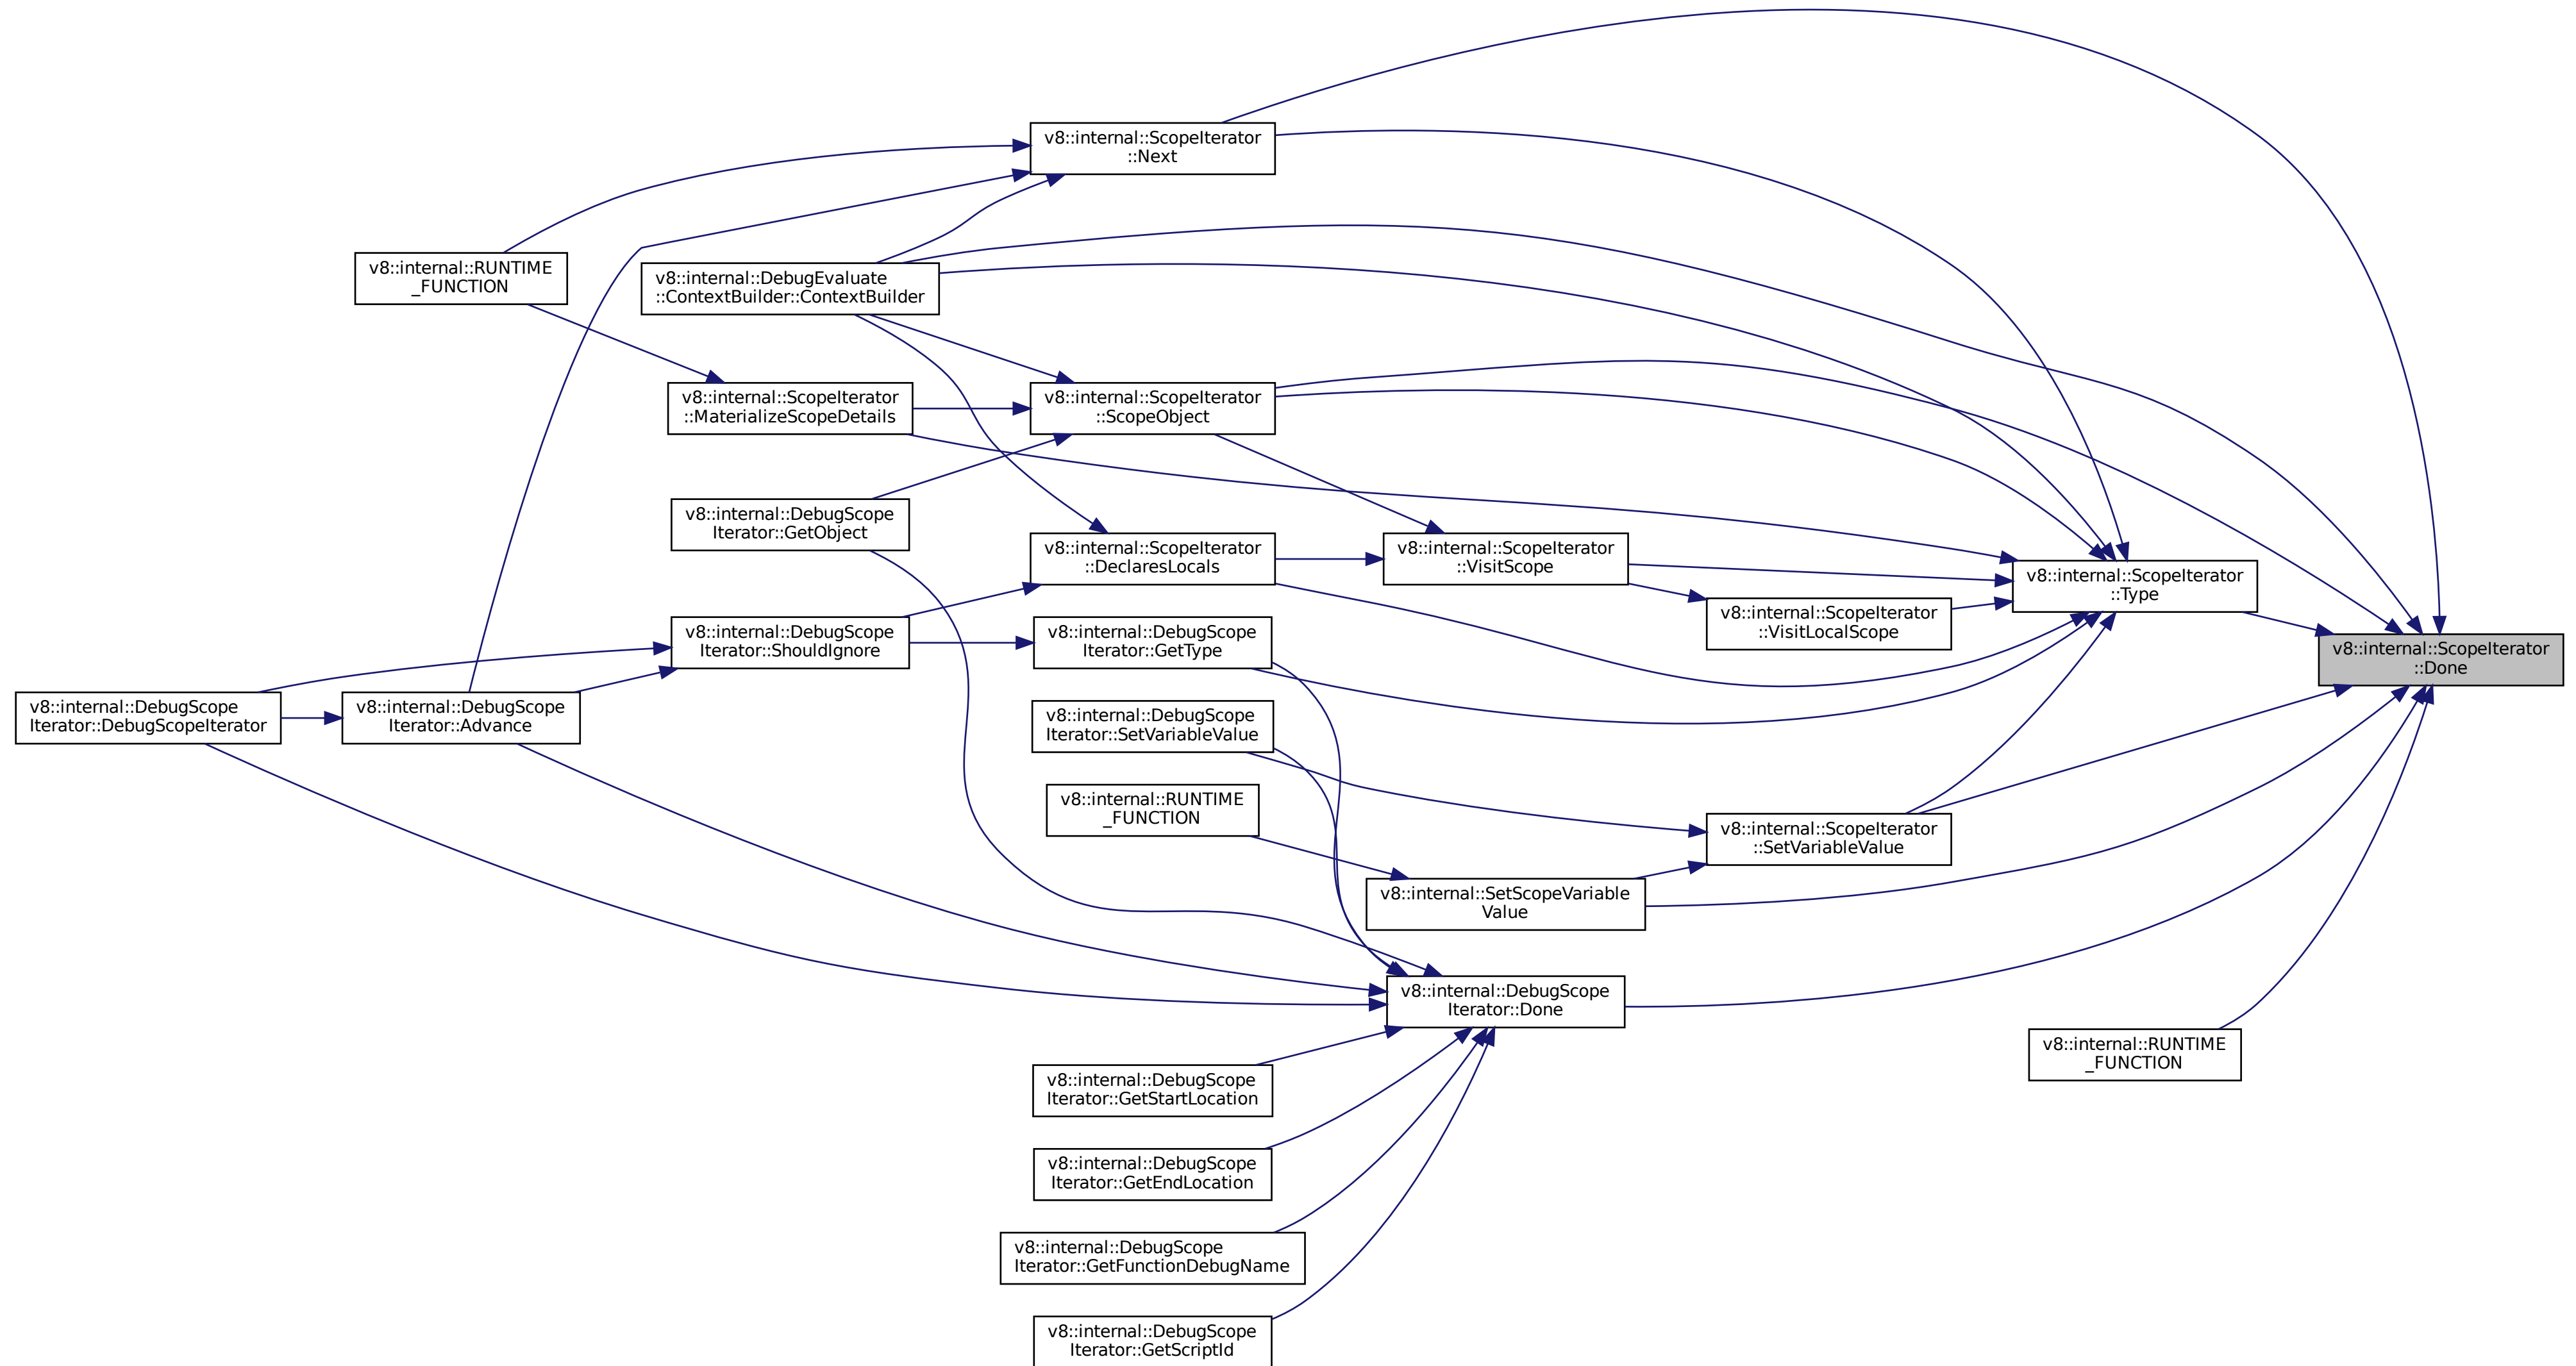 v8::internal::ScopeIterator
::Next
v8::internal::RUNTIME
_FUNCTION
v8::internal::DebugEvaluate
::ContextBuilder::ContextBuilder
v8::internal::ScopeIterator
::MaterializeScopeDetails
v8::internal::ScopeIterator
::ScopeObject
v8::internal::DebugScope
Iterator::GetObject
v8::internal::ScopeIterator
::DeclaresLocals
v8::internal::ScopeIterator
::VisitScope
v8::internal::ScopeIterator
::Type
v8::internal::ScopeIterator
::VisitLocalScope
v8::internal::DebugScope
Iterator::ShouldIgnore
v8::internal::DebugScope
Iterator::GetType
v8::internal::ScopeIterator
::Done
v8::internal::DebugScope
Iterator::DebugScopeIterator
v8::internal::DebugScope
Iterator::Advance
v8::internal::DebugScope
Iterator::SetVariableValue
v8::internal::RUNTIME
_FUNCTION
v8::internal::ScopeIterator
::SetVariableValue
v8::internal::SetScopeVariable
Value
v8::internal::DebugScope
Iterator::Done
v8::internal::RUNTIME
_FUNCTION
v8::internal::DebugScope
Iterator::GetStartLocation
v8::internal::DebugScope
Iterator::GetEndLocation
v8::internal::DebugScope
Iterator::GetFunctionDebugName
v8::internal::DebugScope
Iterator::GetScriptId